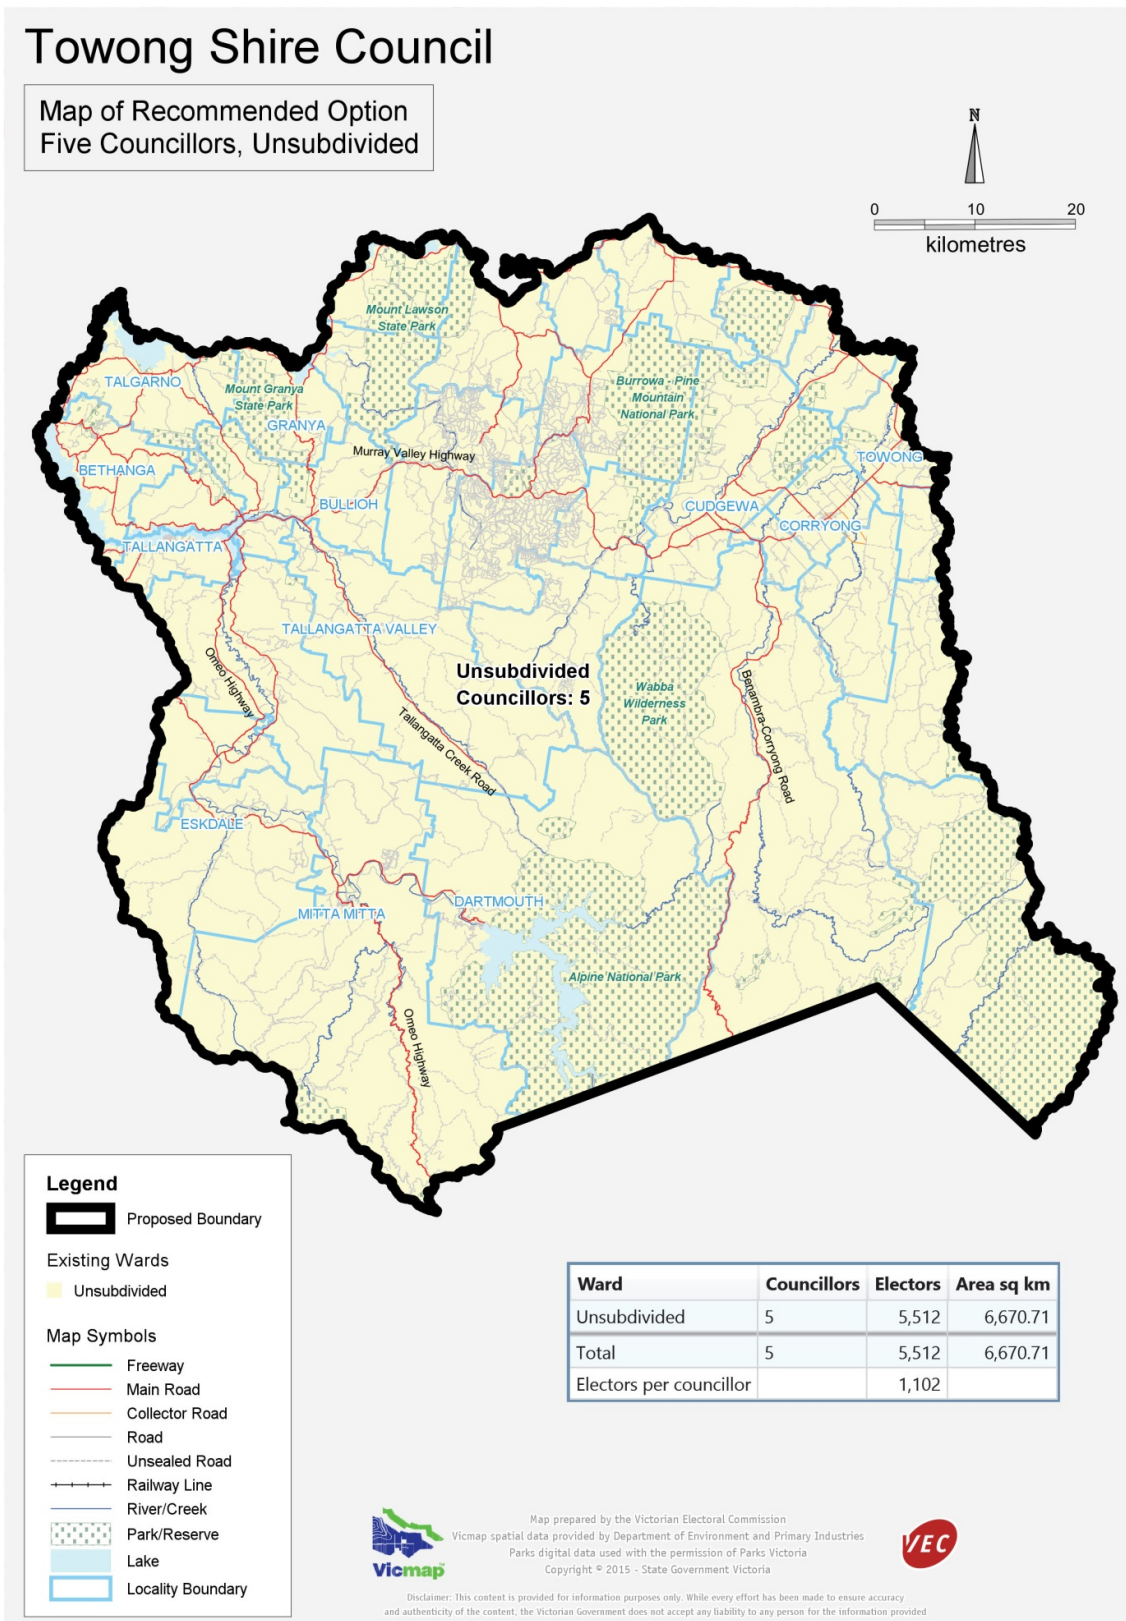 Towong Shire Council
Map of Recommended Option
Five Councillors, Unsubdivided
N
0 10 20
kilometres
Mount Lawson
State Park
TALGARNO
Mount Granya
State Park
Burrowa - Pine
Mountain
National Park
GRANYA
Murray Valley Highway
TOWONG
BETHANGA
BULLIOH
CUDGEWA
CORRYONG
TALLANGATTA
TALLANGATTA VALLEY
Omeo Highway
Unsubdivided
Councillors: 5
Wabba
Wilderness
Park
Benambra-Corryong Road
Tallangatta Creek Road
ESKDALE
MITTA MITTA
DARTMOUTH
Alpine National Park
Omeo Highway
Legend
Proposed Boundary
Existing Wards
Unsubdivided
Map Symbols
Freeway
Main Road
Collector Road
Road
Unsealed Road
Railway Line
River/Creek
Park/Reserve
Lake
Locality Boundary
Ward Councillors Electors Area sq km
Unsubdivided 5 5,512 6,670.71
Total 5 5,512 6,670.71
Electors per councillor 1,102
Vicmap™
Map prepared by the Victorian Electoral Commission
Vicmap spatial data provided by Department of Environment and Primary Industries
Parks digital data used with the permission of Parks Victoria
Copyright © 2015 - State Government Victoria
VEC
Disclaimer: This content is provided for information purposes only. While every effort has been made to ensure accuracy
and authenticity of the content, the Victorian Government does not accept any liability to any person for the information provided